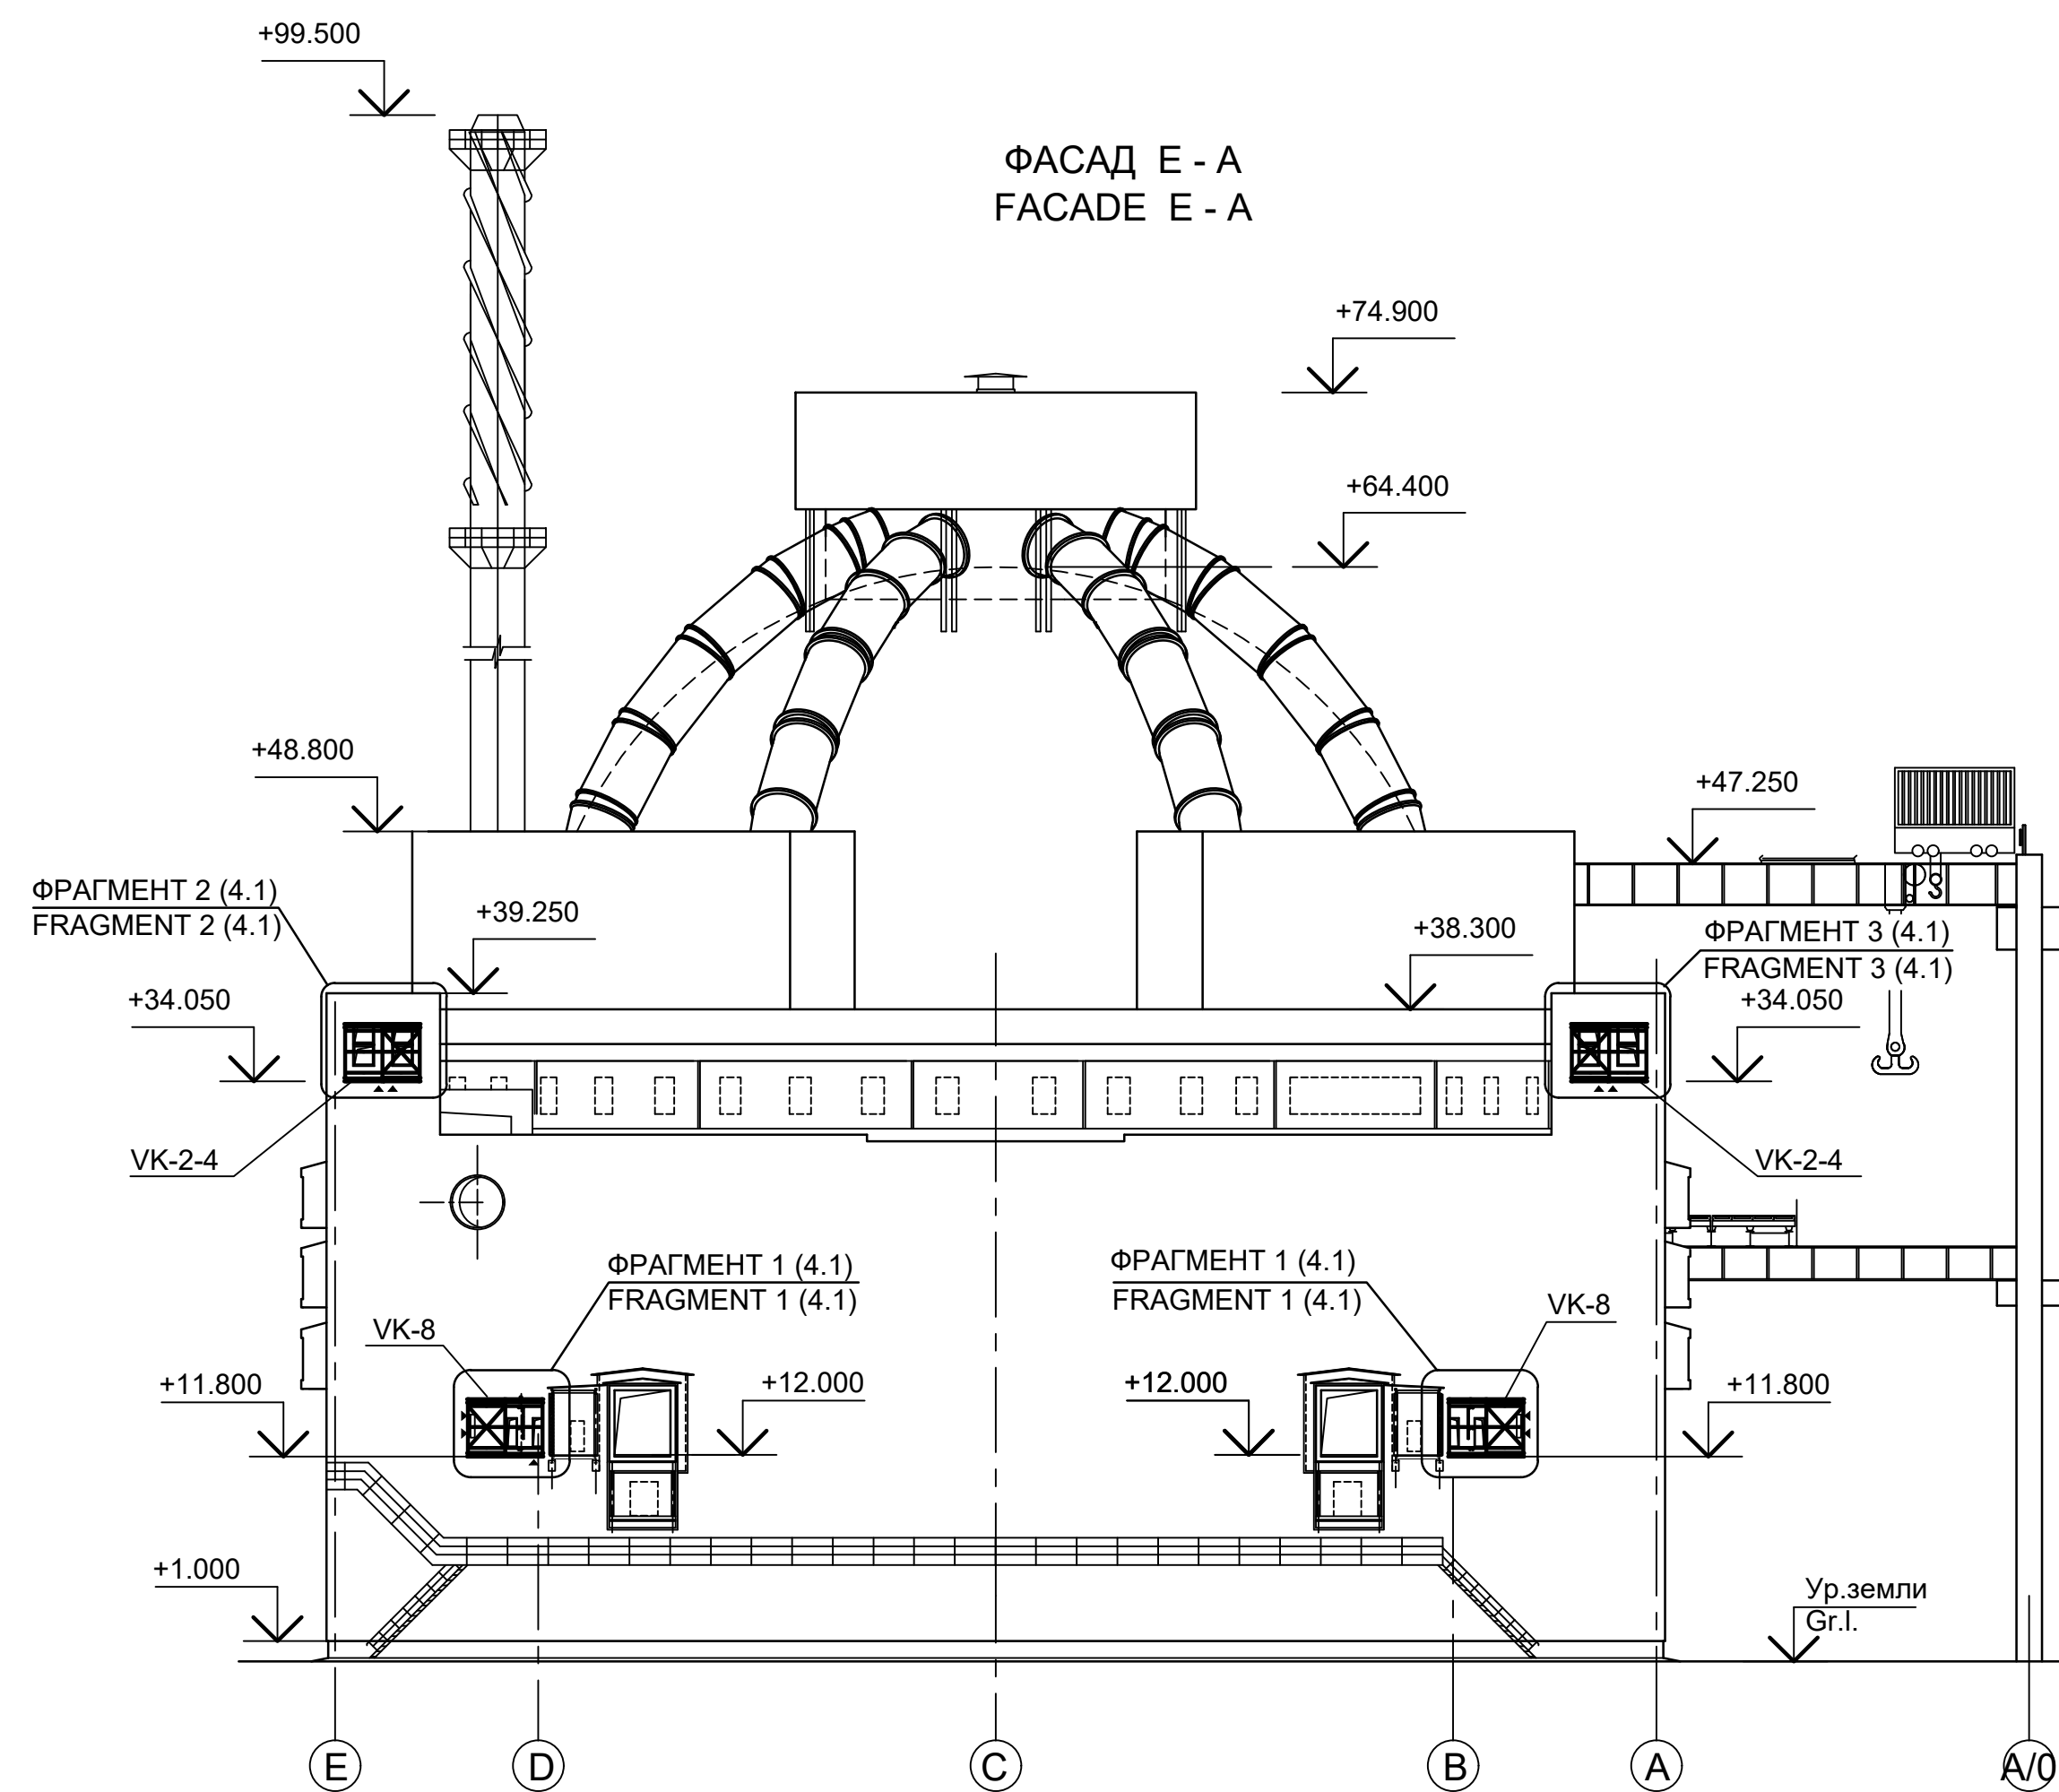 +99.500
ФАСАД E - A
FACADE E - A
+74.900
+64.400
+48.800
+47.250
ФРАГМЕНТ 2 (4.1)
FRAGMENT 2 (4.1)
+39.250
+38.300
ФРАГМЕНТ 3 (4.1)
FRAGMENT 3 (4.1)
+34.050
+34.050
VK-2-4
VK-2-4
ФРАГМЕНТ 1 (4.1)
FRAGMENT 1 (4.1)
ФРАГМЕНТ 1 (4.1)
FRAGMENT 1 (4.1)
VK-8
VK-8
+11.800
+12.000
+12.000
+11.800
+1.000
Ур.земли
Gr.l.
E
D
C
B
A
A/0